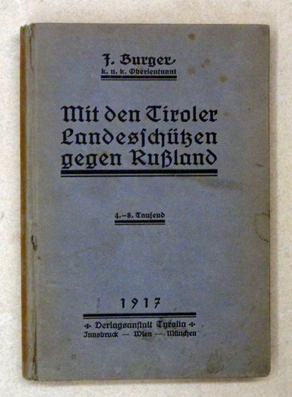 J. Burger
k. u. k. Oberleutnant
Mit den Tiroler
Landesschützen
gegen Rußland
4.–8. Tausend
1917
Verlagsanstalt Tyrolia
Innsbruck — Wien — München